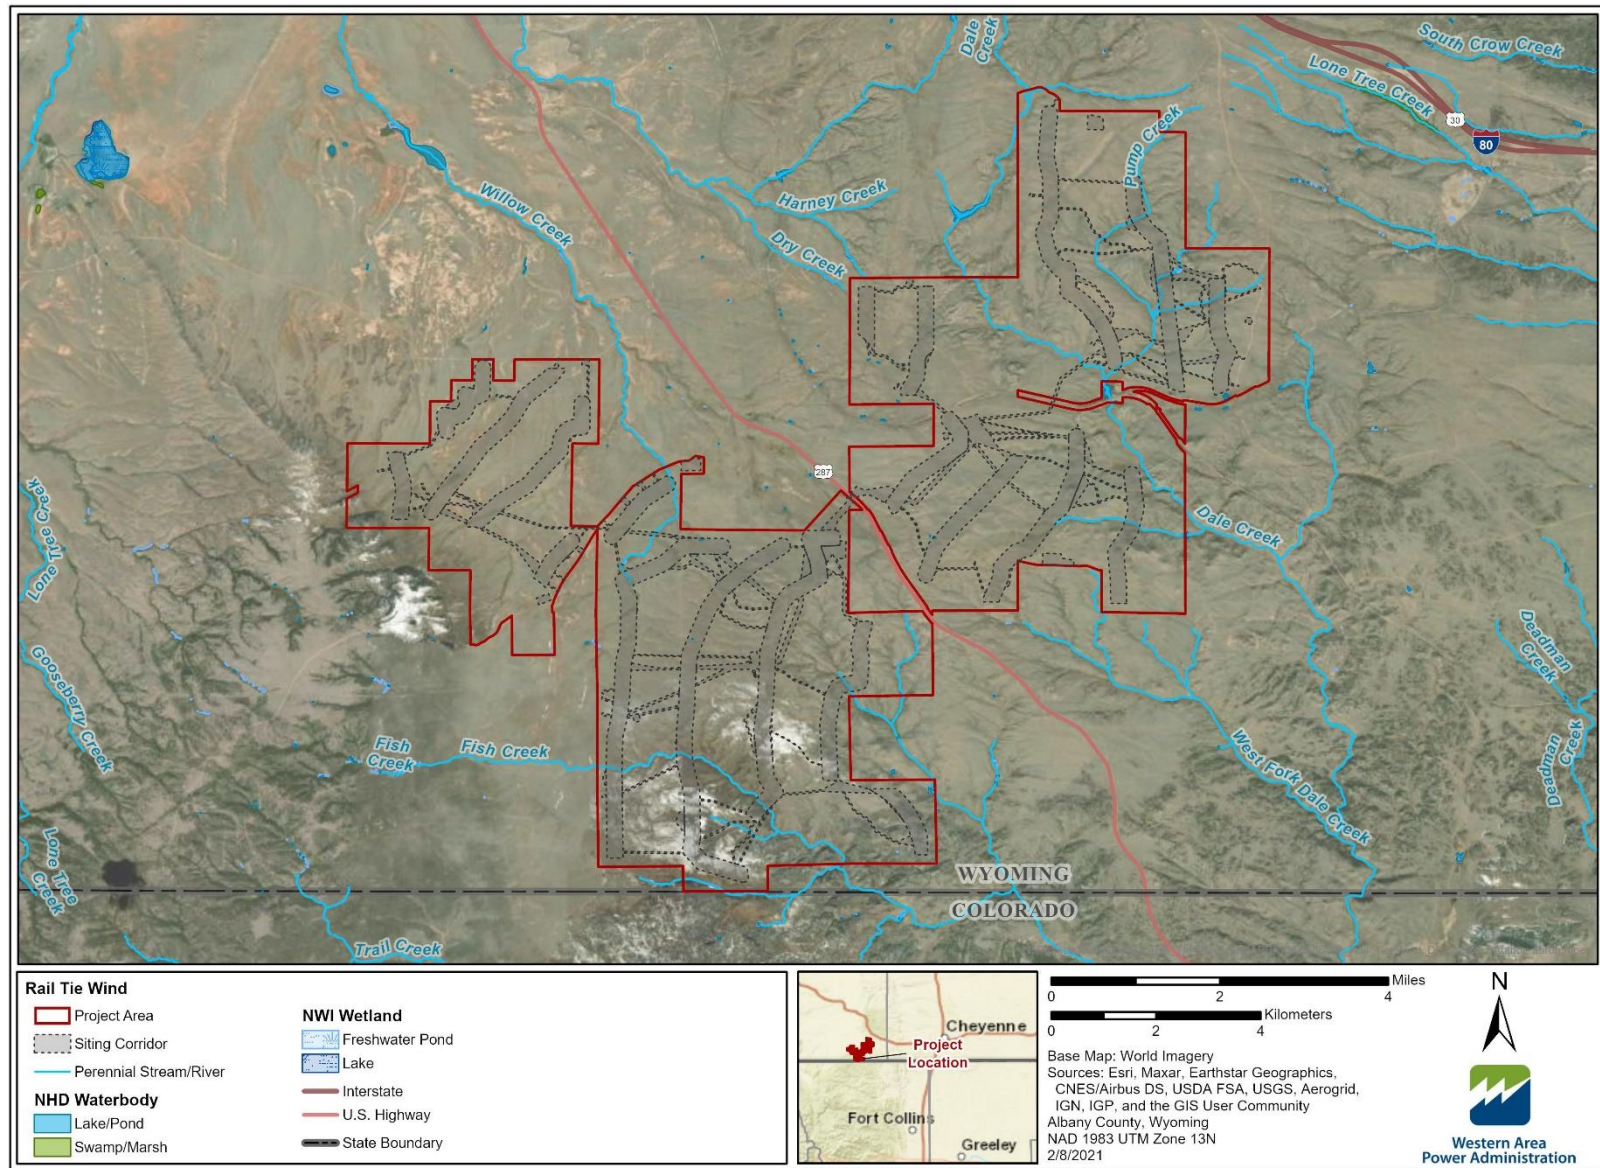 Dale
Creek
South Crow Creek
Lone Tree Creek
30
80
Pump Creek
Harney Creek
Willow Creek
Dry Creek
287
Lone Tree Creek
Dale Creek
Gooseberry Creek
Deadman
Creek
Fish
Creek
Fish Creek
West Fork Dale Creek
Deadman
Creek
Lone Tree
Creek
WYOMING
COLORADO
Trail Creek
Rail Tie Wind
Project Area
Siting Corridor
Perennial Stream/River
NHD Waterbody
Lake/Pond
Swamp/Marsh
NWI Wetland
Freshwater Pond
Lake
Interstate
U.S. Highway
State Boundary
Cheyenne
Project
Location
Fort Collins
Greeley
Miles
0 2 4
Kilometers
0 2 4
Base Map: World Imagery
Sources: Esri, Maxar, Earthstar Geographics,
CNES/Airbus DS, USDA FSA, USGS, Aerogrid,
IGN, IGP, and the GIS User Community
Albany County, Wyoming
NAD 1983 UTM Zone 13N
2/8/2021
N
Western Area
Power Administration